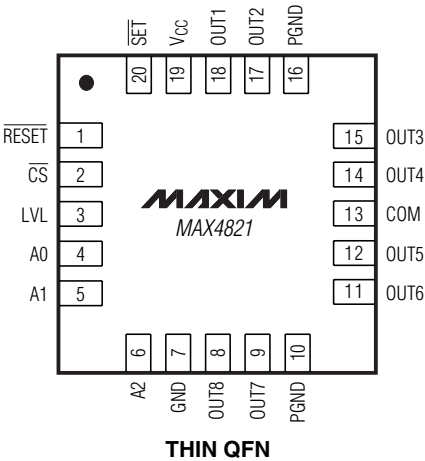 SET VCC OUT1 OUT2 PGND
20 19 18 17 16
RESET 1 15 OUT3
CS 2 14 OUT4
LVL 3 MAXIM 13 COM
MAX4821
A0 4 12 OUT5
A1 5 11 OUT6
6 7 8 9 10
A2 GND OUT8 OUT7 PGND
THIN QFN